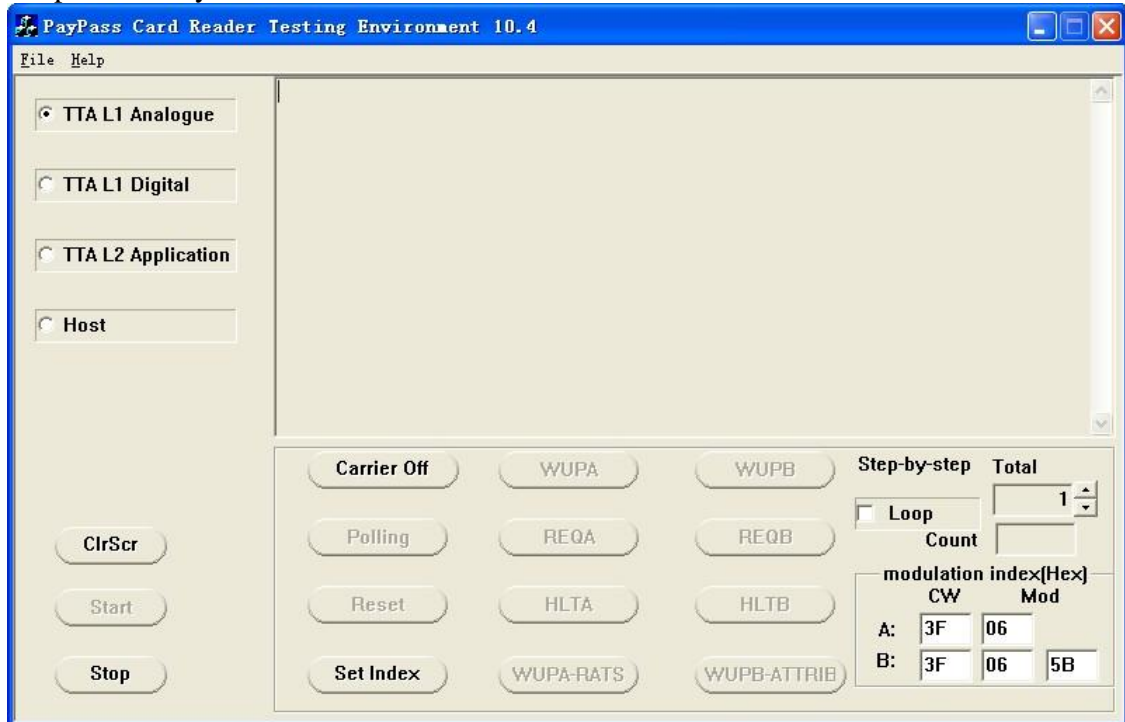 PayPass Card Reader Testing Environment 10.4
File Help
TTA L1 Analogue
TTA L1 Digital
TTA L2 Application
Host
ClrScr
Start
Stop
Carrier Off WUPA WUPB
Polling REQA REQB
Reset HLTA HLTB
Set Index WUPA-RATS WUPB-ATTRIB
Step-by-step Total
1
Loop
Count
modulation index(Hex)
CW Mod
A: 3F 06
B: 3F 06 5B